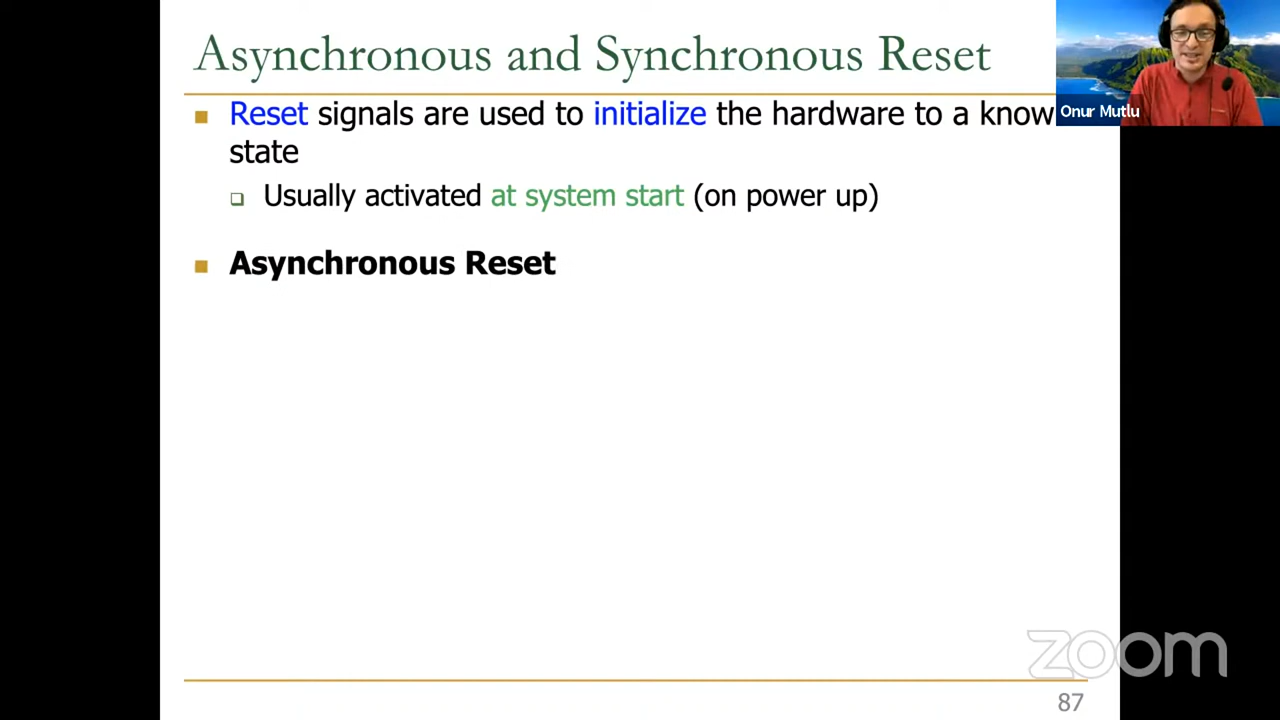 Asynchronous and Synchronous Reset
Onur Mutlu
Reset signals are used to initialize the hardware to a know
state
Usually activated at system start (on power up)
Asynchronous Reset
zoom
87